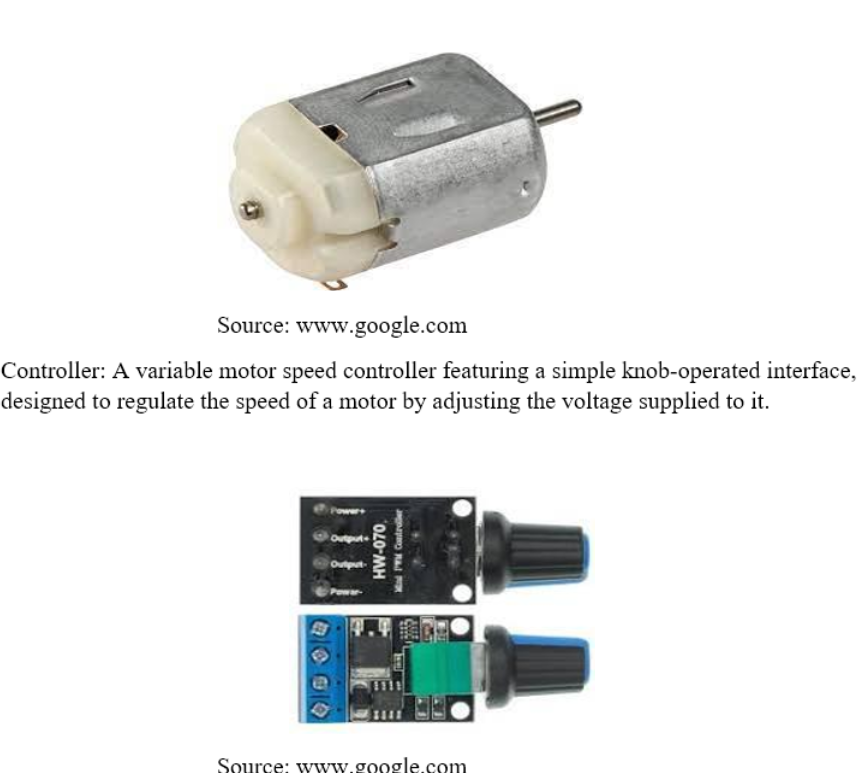 Source: www.google.com
Controller: A variable motor speed controller featuring a simple knob-operated interface,
designed to regulate the speed of a motor by adjusting the voltage supplied to it.
Power+
Output+
Output-
Power-
HW-070
Mini PWM Controller
Source: www.google.com